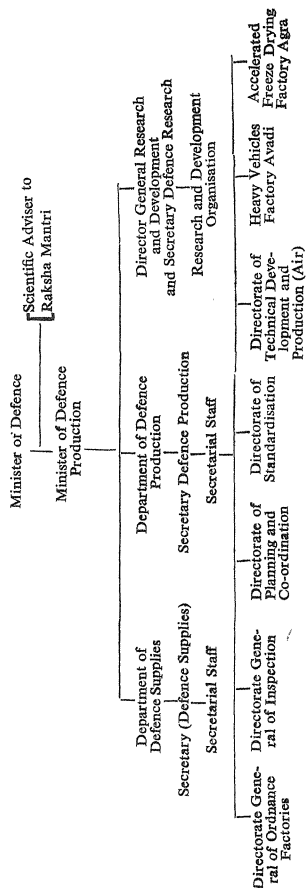 Minister of Defence
Scientific Adviser to
Raksha Mantri
Minister of Defence
Production
Department of
Defence Supplies
Secretary (Defence Supplies)
Secretarial Staff
Department of Defence
Production
Secretary Defence Production
Secretarial Staff
Director General Research
and Development
and Secretary Defence Research
Research and Development
Organisation
Directorate Gene-
ral of Ordnance
Factories
Directorate Gene-
ral of Inspection
Directorate of
Planning and
Co-ordination
Directorate of
Standardisation
Directorate of
Technical Deve-
lopment and
Production (Air)
Heavy Vehicles
Factory Avadi
Accelerated
Freeze Drying
Factory Agra